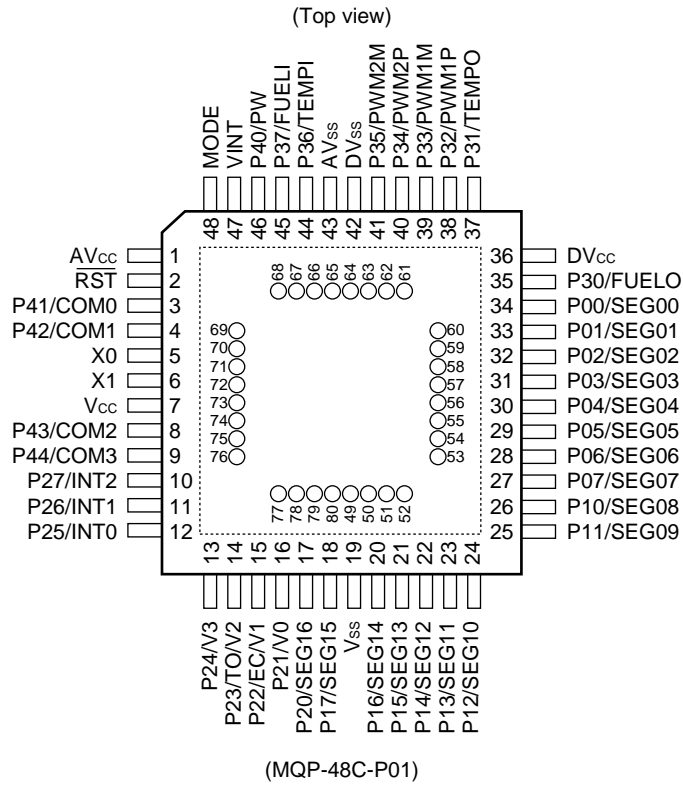 (Top view)
MODE
VINT
P40/PW
P37/FUELI
P36/TEMPI
AVss
DVss
P35/PWM2M
P34/PWM2P
P33/PWM1M
P32/PWM1P
P31/TEMPO
48
47
46
45
44
43
42
41
40
39
38
37
AVcc 1
RST 2
P41/COM0 3
P42/COM1 4
X0 5
X1 6
Vcc 7
P43/COM2 8
P44/COM3 9
P27/INT2 10
P26/INT1 11
P25/INT0 12
68 67 66 65 64 63 62 61
69
70
71
72
73
74
75
76
60
59
58
57
56
55
54
53
77
78
79
80
49
50
51
52
36 DVcc
35 P30/FUELO
34 P00/SEG00
33 P01/SEG01
32 P02/SEG02
31 P03/SEG03
30 P04/SEG04
29 P05/SEG05
28 P06/SEG06
27 P07/SEG07
26 P10/SEG08
25 P11/SEG09
13
14
15
16
17
18
19
20
21
22
23
24
P24/V3
P23/TO/V2
P22/EC/V1
P21/V0
P20/SEG16
P17/SEG15
Vss
P16/SEG14
P15/SEG13
P14/SEG12
P13/SEG11
P12/SEG10
(MQP-48C-P01)